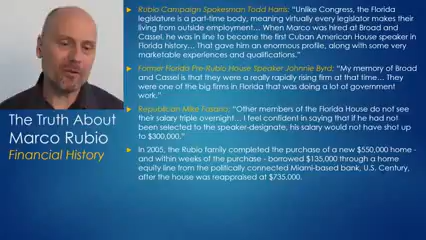 Rubio Campaign Spokesman Todd Harris: “Unlike Congress, the Florida
legislature is a part-time body, meaning virtually every legislator makes their
living from outside employment… When Marco was hired at Broad and
Cassel, he was in line to become the first Cuban American House speaker in
Florida history… That gave him an enormous profile, along with some very
marketable experiences and qualifications.”
Former Florida Pre-Rubio House Speaker Johnnie Byrd: “My memory of Broad
and Cassel is that they were a really rapidly rising firm at that time… They
were one of the big firms in Florida that was doing a lot of government
work.”
Republican Mike Fasano: “Other members of the Florida House do not see
their salary triple overnight… I feel confident in saying that if he had not
been selected to the speaker-designate, his salary would not have shot up
to $300,000.”
In 2005, the Rubio family completed the purchase of a new $550,000 home -
and within weeks of the purchase - borrowed $135,000 through a home
equity line from the politically connected Miami-based bank, U.S. Century,
after the house was reappraised at $735,000.
The Truth About
Marco Rubio
Financial History